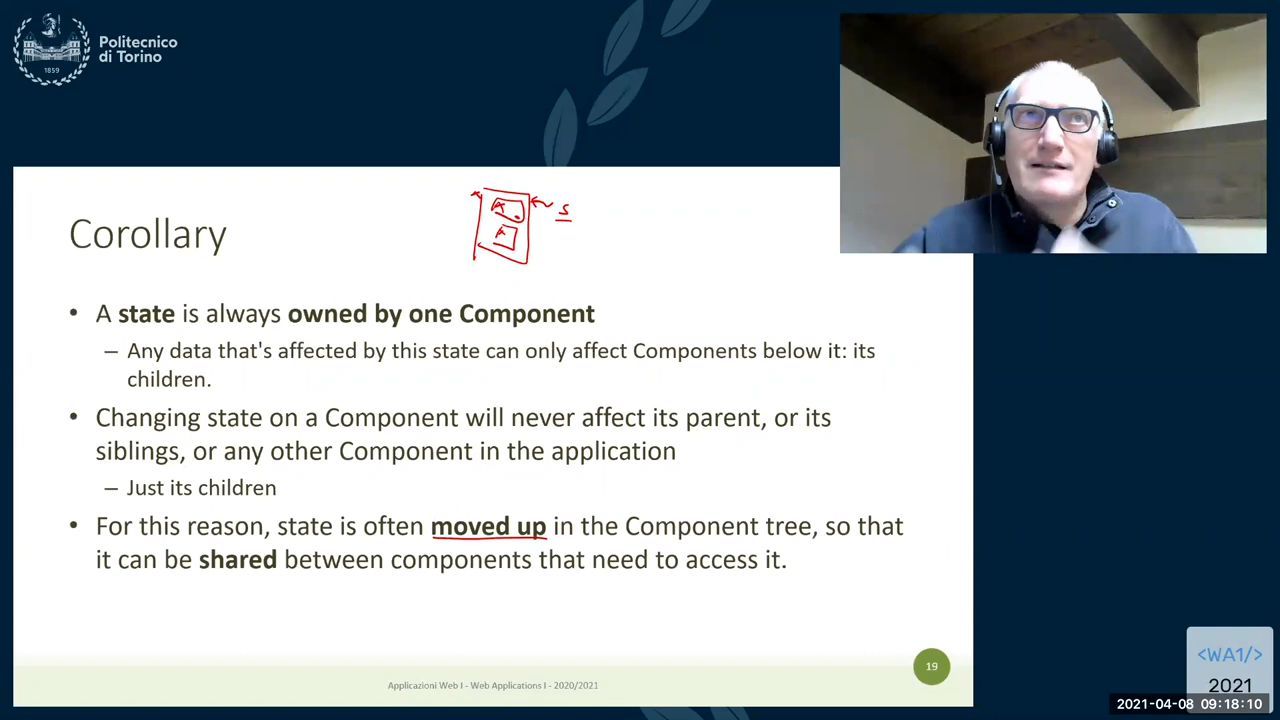 Politecnico
di Torino
1859
A
s
A
Corollary
• A state is always owned by one Component
– Any data that's affected by this state can only affect Components below it: its
children.
• Changing state on a Component will never affect its parent, or its
siblings, or any other Component in the application
– Just its children
• For this reason, state is often moved up in the Component tree, so that
it can be shared between components that need to access it.
19
Applicazioni Web I - Web Applications I - 2020/2021
<WA1/>
2021
2021-04-08 09:18:10